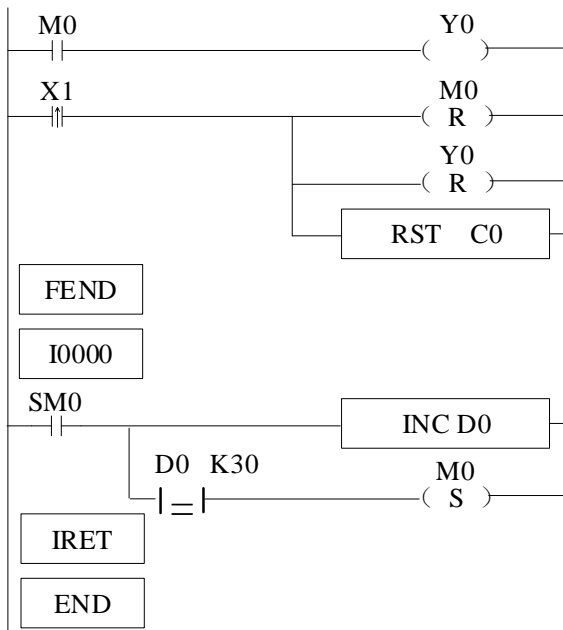 M0 Y0
X1 M0
R
Y0
R
RST C0
FEND
I0000
SM0
INC D0
D0 K30 M0
= S
IRET
END